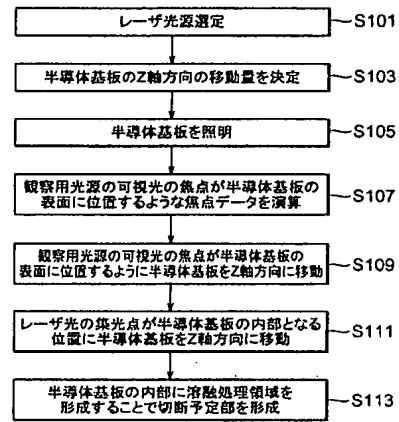 レーザ光源選定
S101
半導体基板のZ軸方向の移動量を決定
S103
半導体基板を照明
S105
観察用光源の可視光の焦点が半導体基板の
表面に位置するような焦点データを演算
S107
観察用光源の可視光の焦点が半導体基板の
表面に位置するように半導体基板をZ軸方向に移動
S109
レーザ光の集光点が半導体基板の内部となる
位置に半導体基板をZ軸方向に移動
S111
半導体基板の内部に溶融処理領域を
形成することで切断予定部を形成
S113